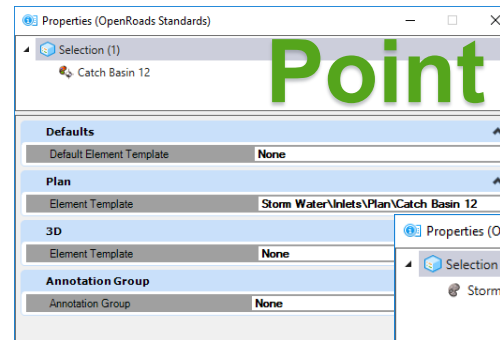 Properties (OpenRoads Standards)
Selection (1)
Catch Basin 12
Point
Defaults
Default Element Template None
Plan
Element Template Storm Water\Inlets\Plan\Catch Basin 12
3D
Element Template None
Annotation Group
Annotation Group None
Properties (O
Selection
Storm